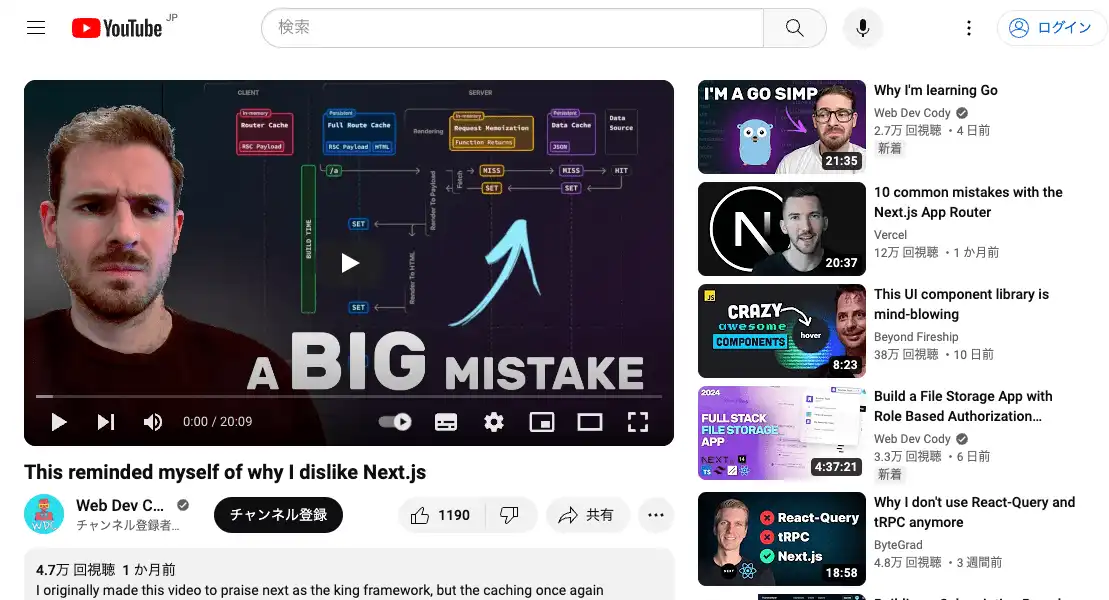 YouTube JP
検索
ログイン
CLIENT
SERVER
In-memory
Router Cache
RSC Payload
Persistent
Full Route Cache
RSC Payload
HTML
Rendering
In-memory
Request Memoization
Function Returns
Persistent
Data Cache
JSON
Data Source
/a
MISS
MISS
HIT
SET
SET
Fetch
Render To Payload
BUILD TIME
SET
Render To HTML
SET
A BIG MISTAKE
0:00 / 20:09
This reminded myself of why I dislike Next.js
WDC
Web Dev C...
チャンネル登録者...
チャンネル登録
1190
共有
4.7万 回視聴 1 か月前
I originally made this video to praise next as the king framework, but the caching once again
I'M A GO SIMP
21:35
Why I'm learning Go
Web Dev Cody
2.7万 回視聴 ・4 日前
新着
N
20:37
10 common mistakes with the
Next.js App Router
Vercel
12万 回視聴 ・1 か月前
JS
CRAZY
awesome
COMPONENTS
hover
8:23
This UI component library is
mind-blowing
Beyond Fireship
38万 回視聴 ・10 日前
2024
FULL STACK
FILE STORAGE
APP
NEXT.JS 14
TS
4:37:21
Build a File Storage App with
Role Based Authorization...
Web Dev Cody
3.3万 回視聴 ・6 日前
新着
React-Query
tRPC
Next.js
NEXT
18:58
Why I don't use React-Query and
tRPC anymore
ByteGrad
4.8万 回視聴 ・3 週間前